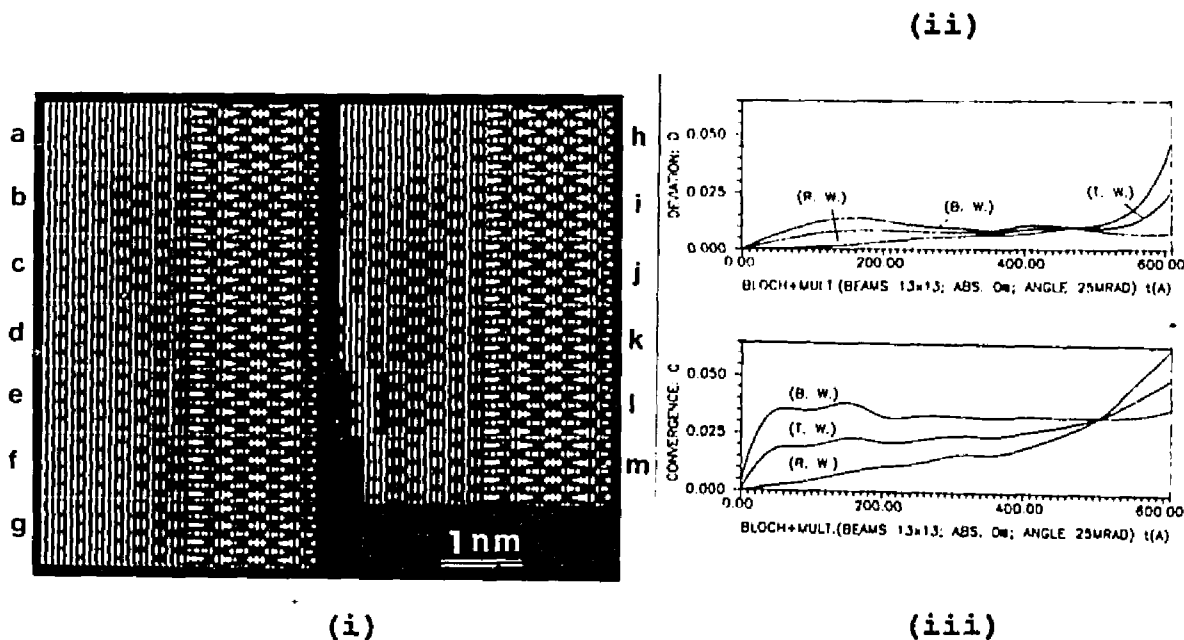 (ii)
a
b
c
d
e
f
g
h
i
j
k
l
m
1 nm
(i)
DEVIATION: D
0.050
0.025
0.000
(R. W.)
(B. W.)
(T. W.)
0.00
200.00
400.00
600.00
BLOCH+MULT.(BEAMS 13x13; ABS. 0%; ANGLE 25MRAD) t(A)
CONVERGENCE. C
0.050
0.025
0.000
(B. W.)
(T. W.)
(R. W.)
0.00
200.00
400.00
600.00
BLOCH+MULT.(BEAMS 13x13; ABS. 0%; ANGLE 25MRAD) t(A)
(iii)